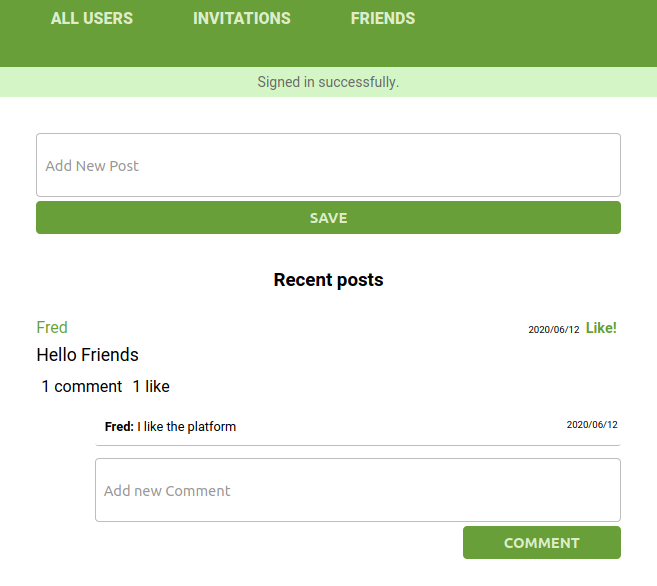 ALL USERS INVITATIONS FRIENDS
Signed in successfully.
Add New Post
SAVE
Recent posts
Fred 2020/06/12 Like!
Hello Friends
1 comment 1 like
Fred: I like the platform 2020/06/12
Add new Comment
COMMENT